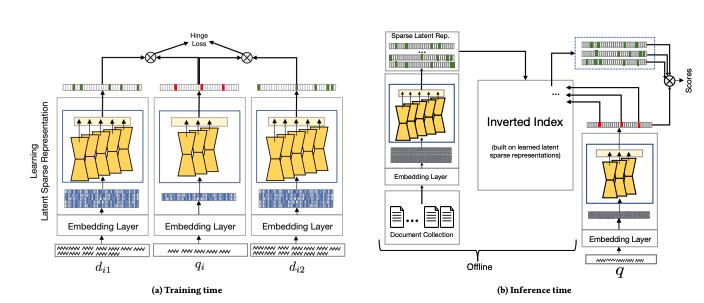 Hinge
Loss
Learning
Latent Sparse Representation
Embedding Layer
Embedding Layer
Embedding Layer
d_{i1}
q_i
d_{i2}
(a) Training time
Sparse Latent Rep.
...
Embedding Layer
...
Document Collection
Inverted Index
(built on learned latent
sparse representations)
...
Scores
Embedding Layer
q
Offline
(b) Inference time